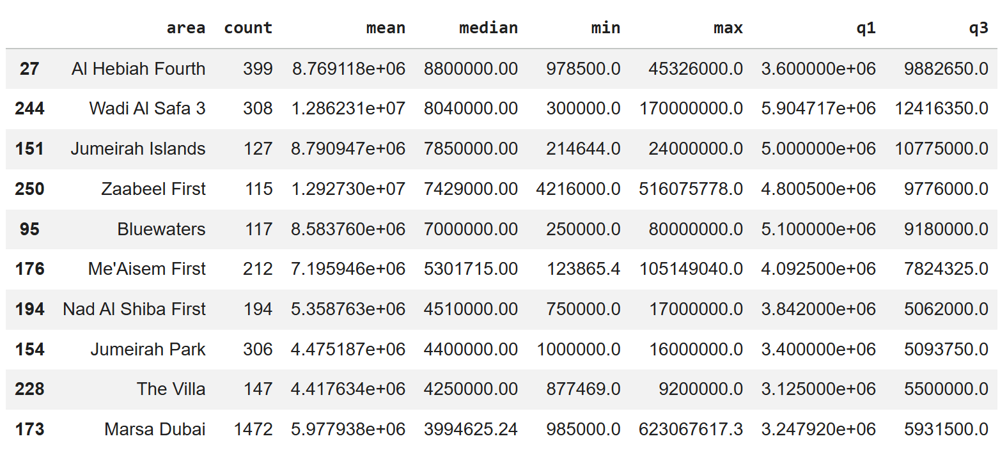 area count mean median min max q1 q3
27 Al Hebiah Fourth 399 8.769118e+06 8800000.00 978500.0 45326000.0 3.600000e+06 9882650.0
244 Wadi Al Safa 3 308 1.286231e+07 8040000.00 300000.0 170000000.0 5.904717e+06 12416350.0
151 Jumeirah Islands 127 8.790947e+06 7850000.00 214644.0 24000000.0 5.000000e+06 10775000.0
250 Zaabeel First 115 1.292730e+07 7429000.00 4216000.0 516075778.0 4.800500e+06 9776000.0
95 Bluewaters 117 8.583760e+06 7000000.00 250000.0 80000000.0 5.100000e+06 9180000.0
176 Me'Aisem First 212 7.195946e+06 5301715.00 123865.4 105149040.0 4.092500e+06 7824325.0
194 Nad Al Shiba First 194 5.358763e+06 4510000.00 750000.0 17000000.0 3.842000e+06 5062000.0
154 Jumeirah Park 306 4.475187e+06 4400000.00 1000000.0 16000000.0 3.400000e+06 5093750.0
228 The Villa 147 4.417634e+06 4250000.00 877469.0 9200000.0 3.125000e+06 5500000.0
173 Marsa Dubai 1472 5.977938e+06 3994625.24 985000.0 623067617.3 3.247920e+06 5931500.0